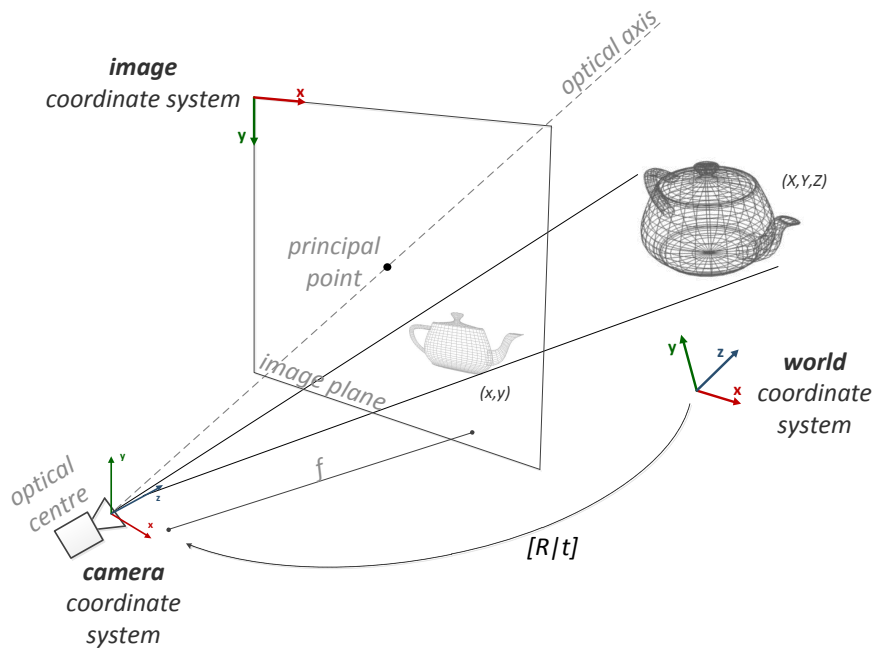 optical axis
image
coordinate system
x
y
(X,Y,Z)
principal
point
image plane
(x,y)
y
z
x
world
coordinate
system
f
optical
centre
y
z
x
[R|t]
camera
coordinate
system